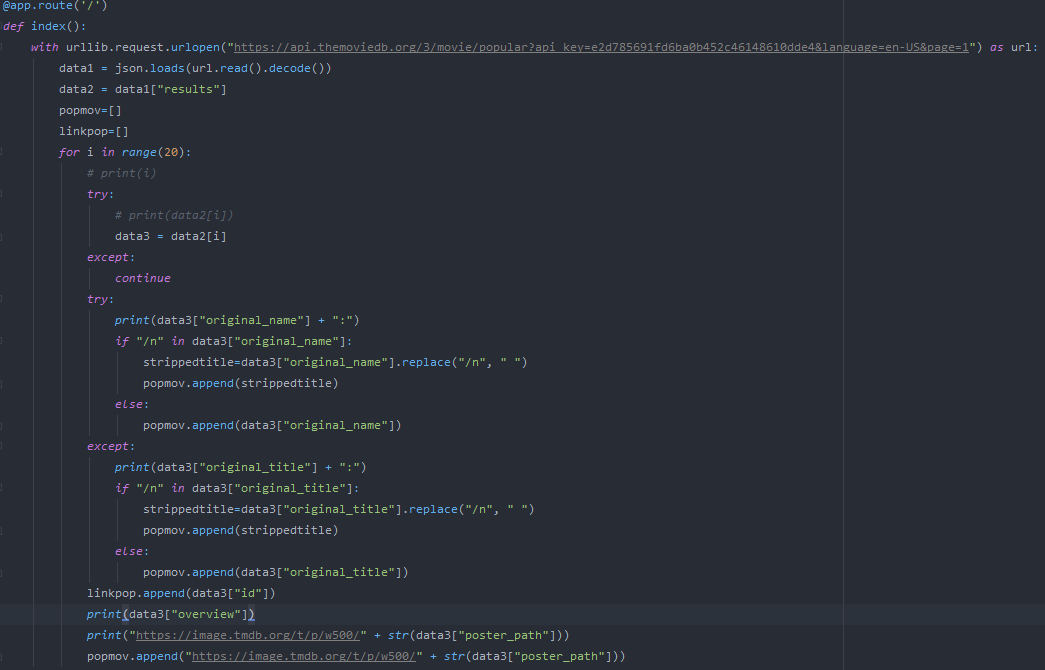 @app.route('/')
def index():
    with urllib.request.urlopen("https://api.themoviedb.org/3/movie/popular?api_key=e2d785691fd6ba0b452c46148610dde4&language=en-US&page=1") as url:
        data1 = json.loads(url.read().decode())
        data2 = data1["results"]
        popmov=[]
        linkpop=[]
        for i in range(20):
            # print(i)
            try:
                # print(data2[i])
                data3 = data2[i]
            except:
                continue
            try:
                print(data3["original_name"] + ":")
                if "/n" in data3["original_name"]:
                    strippedtitle=data3["original_name"].replace("/n", " ")
                    popmov.append(strippedtitle)
                else:
                    popmov.append(data3["original_name"])
            except:
                print(data3["original_title"] + ":")
                if "/n" in data3["original_title"]:
                    strippedtitle=data3["original_title"].replace("/n", " ")
                    popmov.append(strippedtitle)
                else:
                    popmov.append(data3["original_title"])
            linkpop.append(data3["id"])
            print(data3["overview"])
            print("https://image.tmdb.org/t/p/w500/" + str(data3["poster_path"]))
            popmov.append("https://image.tmdb.org/t/p/w500/" + str(data3["poster_path"]))